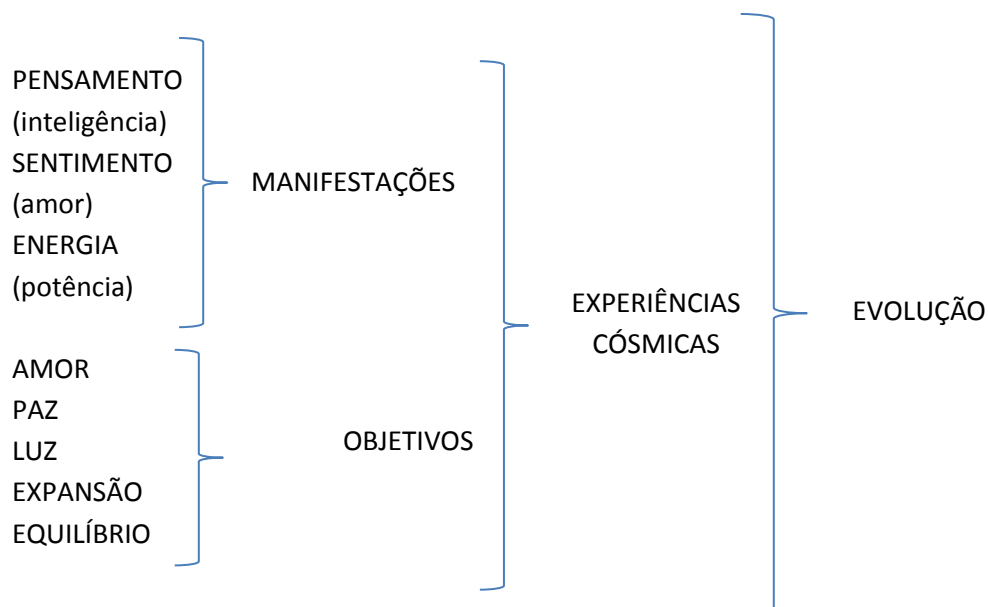 PENSAMENTO
(inteligência)
SENTIMENTO
(amor)
ENERGIA
(potência)
MANIFESTAÇÕES
AMOR
PAZ
LUZ
EXPANSÃO
EQUILÍBRIO
OBJETIVOS
EXPERIÊNCIAS
CÓSMICAS
EVOLUÇÃO